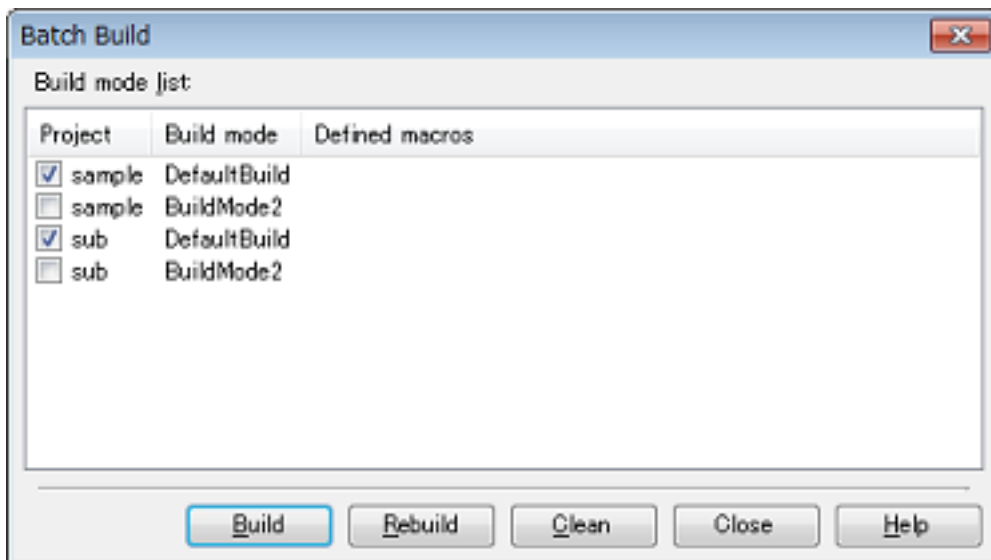 Batch Build
Build mode list:
Project Build mode Defined macros
sample DefaultBuild
sample BuildMode2
sub DefaultBuild
sub BuildMode2
Build Rebuild Clean Close Help